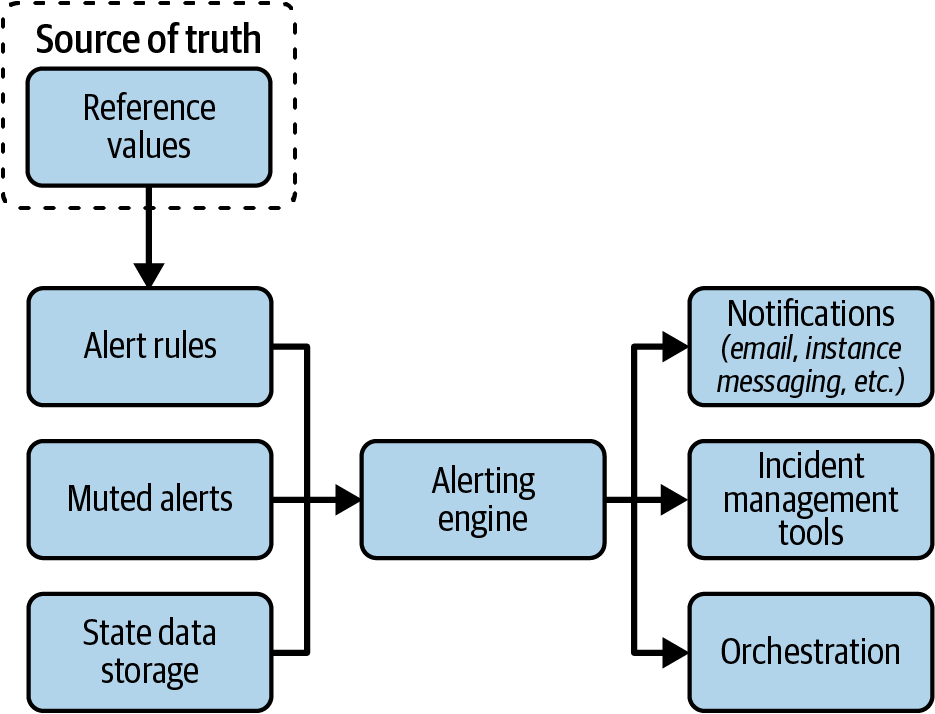 Source of truth
Reference
values
Alert rules
Notifications
(email, instance
messaging, etc.)
Muted alerts
Alerting
engine
Incident
management
tools
State data
storage
Orchestration